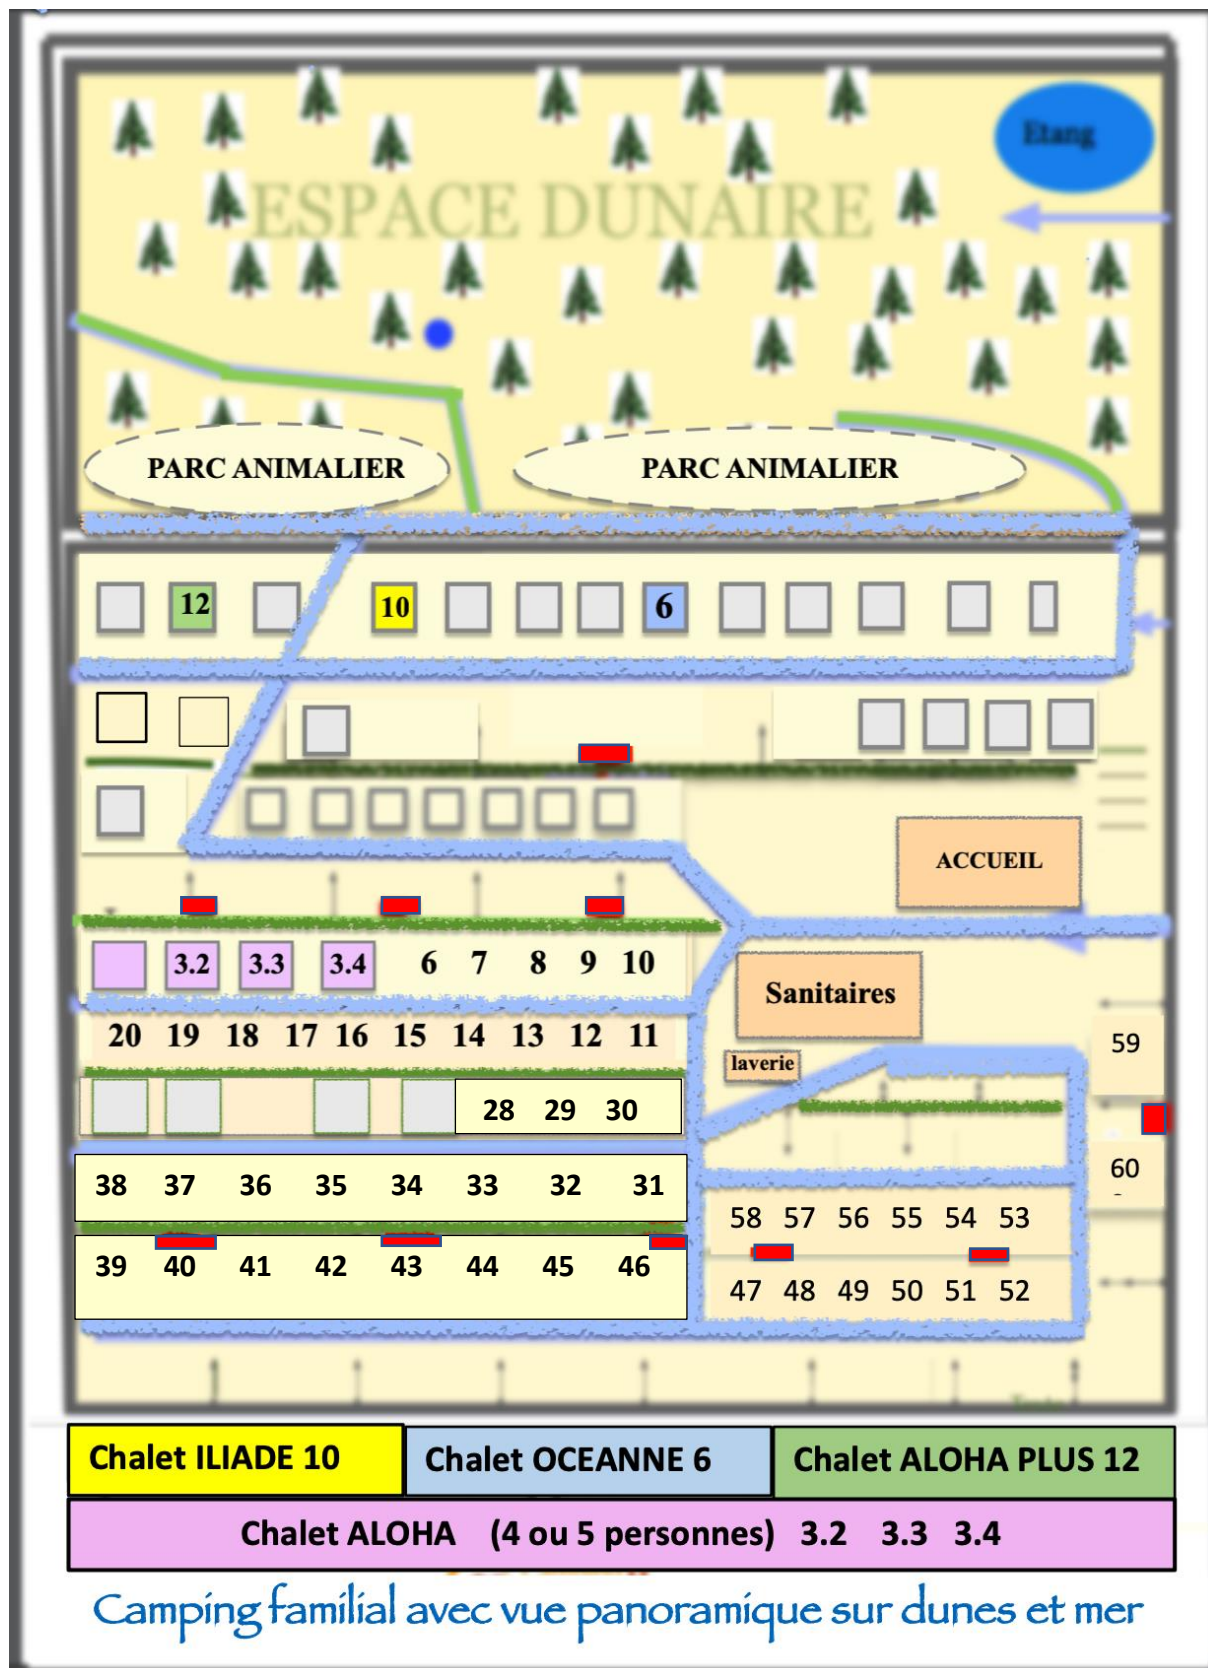 Etang
ESPACE DUNAIRE
PARC ANIMALIER PARC ANIMALIER
12 10 6
ACCUEIL
3.2 3.3 3.4 6 7 8 9 10
Sanitaires
20 19 18 17 16 15 14 13 12 11
59
laverie
28 29 30
60
38 37 36 35 34 33 32 31
58 57 56 55 54 53
39 40 41 42 43 44 45 46
47 48 49 50 51 52
Chalet ILIADE 10 Chalet OCEANNE 6 Chalet ALOHA PLUS 12
Chalet ALOHA (4 ou 5 personnes) 3.2 3.3 3.4
Camping familial avec vue panoramique sur dunes et mer